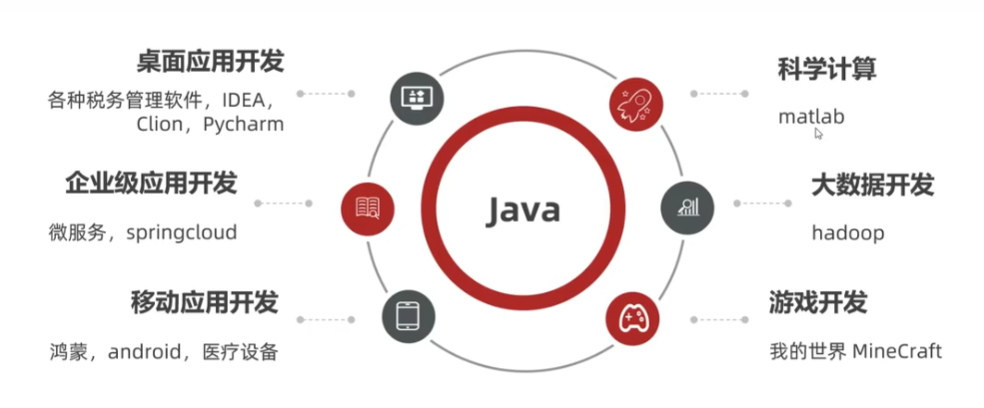 桌面应用开发
各种税务管理软件，IDEA，
Clion，Pycharm
企业级应用开发
微服务，springcloud
移动应用开发
鸿蒙，android，医疗设备
Java
科学计算
matlab
大数据开发
hadoop
游戏开发
我的世界 MineCraft